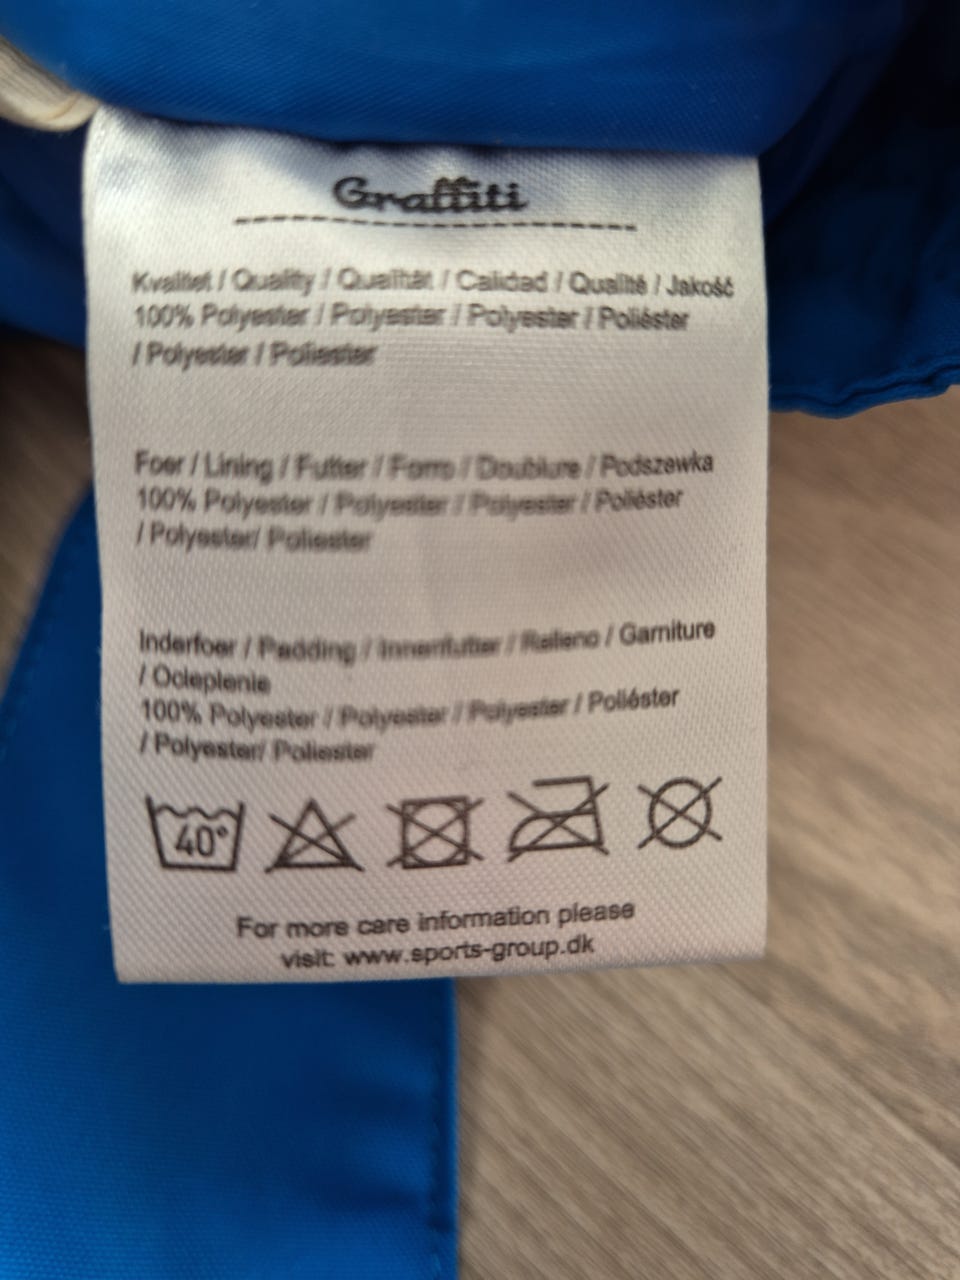 Graffiti
Kvalitet / Quality / Qualität / Calidad / Qualité / Jakość
100% Polyester / Polyester / Polyester / Poliéster
/ Polyester / Poliester
Foer / Lining / Futter / Forro / Doublure / Podszewka
100% Polyester / Polyester / Polyester / Poliéster
/ Polyester/ Poliester
Inderfoer / Padding / Innenfutter / Relleno / Garniture
/ Ocieplenie
100% Polyester / Polyester / Polyester / Poliéster
/ Polyester/ Poliester
40°
For more care information please
visit: www.sports-group.dk